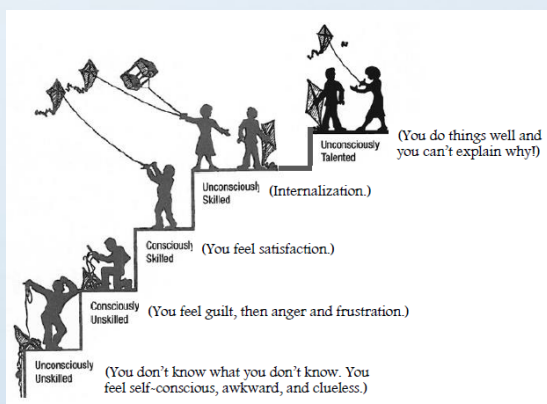 Unconsciously
Talented
(You do things well and
you can't explain why!)
Unconsciously
Skilled
(Internalization.)
Consciously
Skilled
(You feel satisfaction.)
Consciously
Unskilled
(You feel guilt, then anger and frustration.)
Unconsciously
Unskilled
(You don't know what you don't know. You
feel self-conscious, awkward, and clueless.)